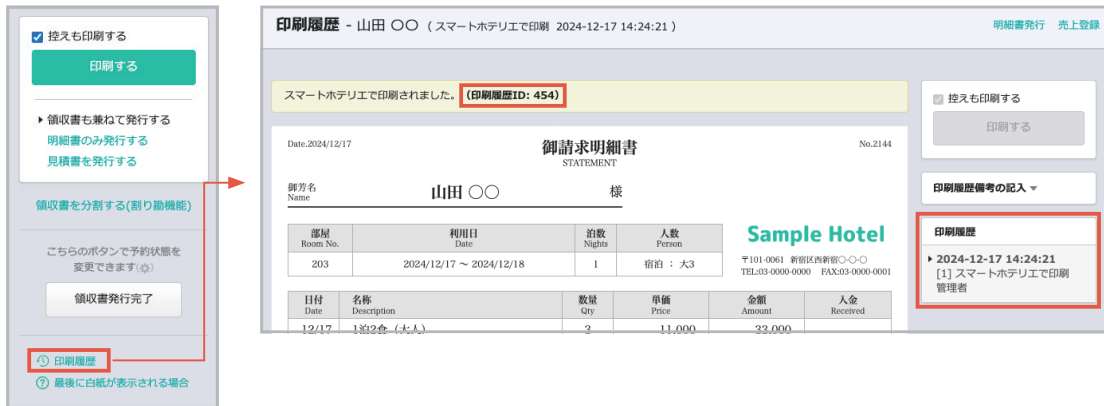 控えも印刷する
印刷する
▶ 領収書も兼ねて発行する
明細書のみ発行する
見積書を発行する
領収書を分割する(割り勘機能)
こちらのボタンで予約状態を
変更できます(⚙)
領収書発行完了
印刷履歴
? 最後に白紙が表示される場合
印刷履歴 - 山田 〇〇 ( スマートホテリエで印刷 2024-12-17 14:24:21 )
明細書発行 売上登録
スマートホテリエで印刷されました。 (印刷履歴ID: 454)
Date.2024/12/17
御請求明細書
No.2144
STATEMENT
御芳名
Name
山田 〇〇 様
部屋 利用日 泊数 人数
Room No. Date Nights Person
203 2024/12/17 〜 2024/12/18 1 宿泊 : 大3
Sample Hotel
〒101-0061 新宿区西新宿〇-〇-〇
TEL:03-0000-0000 FAX:03-0000-0001
日付 名称 数量 単価 金額 入金
Date Description Qty Price Amount Received
12/17 1泊2食 (大人) 3 11,000 33,000
控えも印刷する
印刷する
印刷履歴備考の記入 ▼
印刷履歴
▶ 2024-12-17 14:24:21
[1] スマートホテリエで印刷
管理者